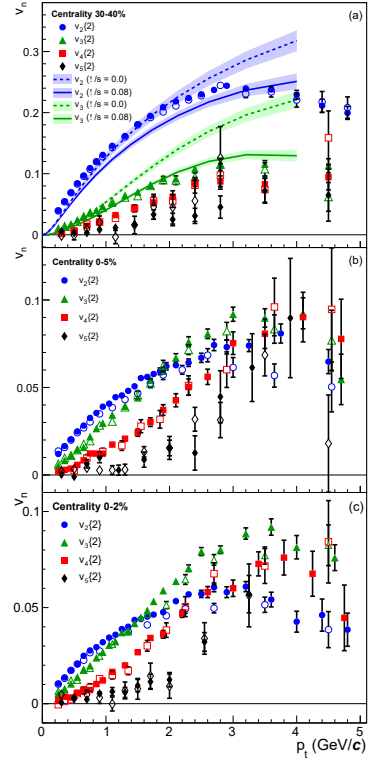 Centrality 30-40%
(a)
v₂{2}
v₃{2}
v₄{2}
v₅{2}
v₂ (! /s = 0.0)
v₂ (! /s = 0.08)
v₃ (! /s = 0.0)
v₃ (! /s = 0.08)
vₙ
0.3
0.2
0.1
0
Centrality 0-5%
(b)
v₂{2}
v₃{2}
v₄{2}
v₅{2}
vₙ
0.1
0.05
0
Centrality 0-2%
(c)
v₂{2}
v₃{2}
v₄{2}
v₅{2}
vₙ
0.1
0.05
0
0 1 2 3 4 5
pₜ (GeV/c)